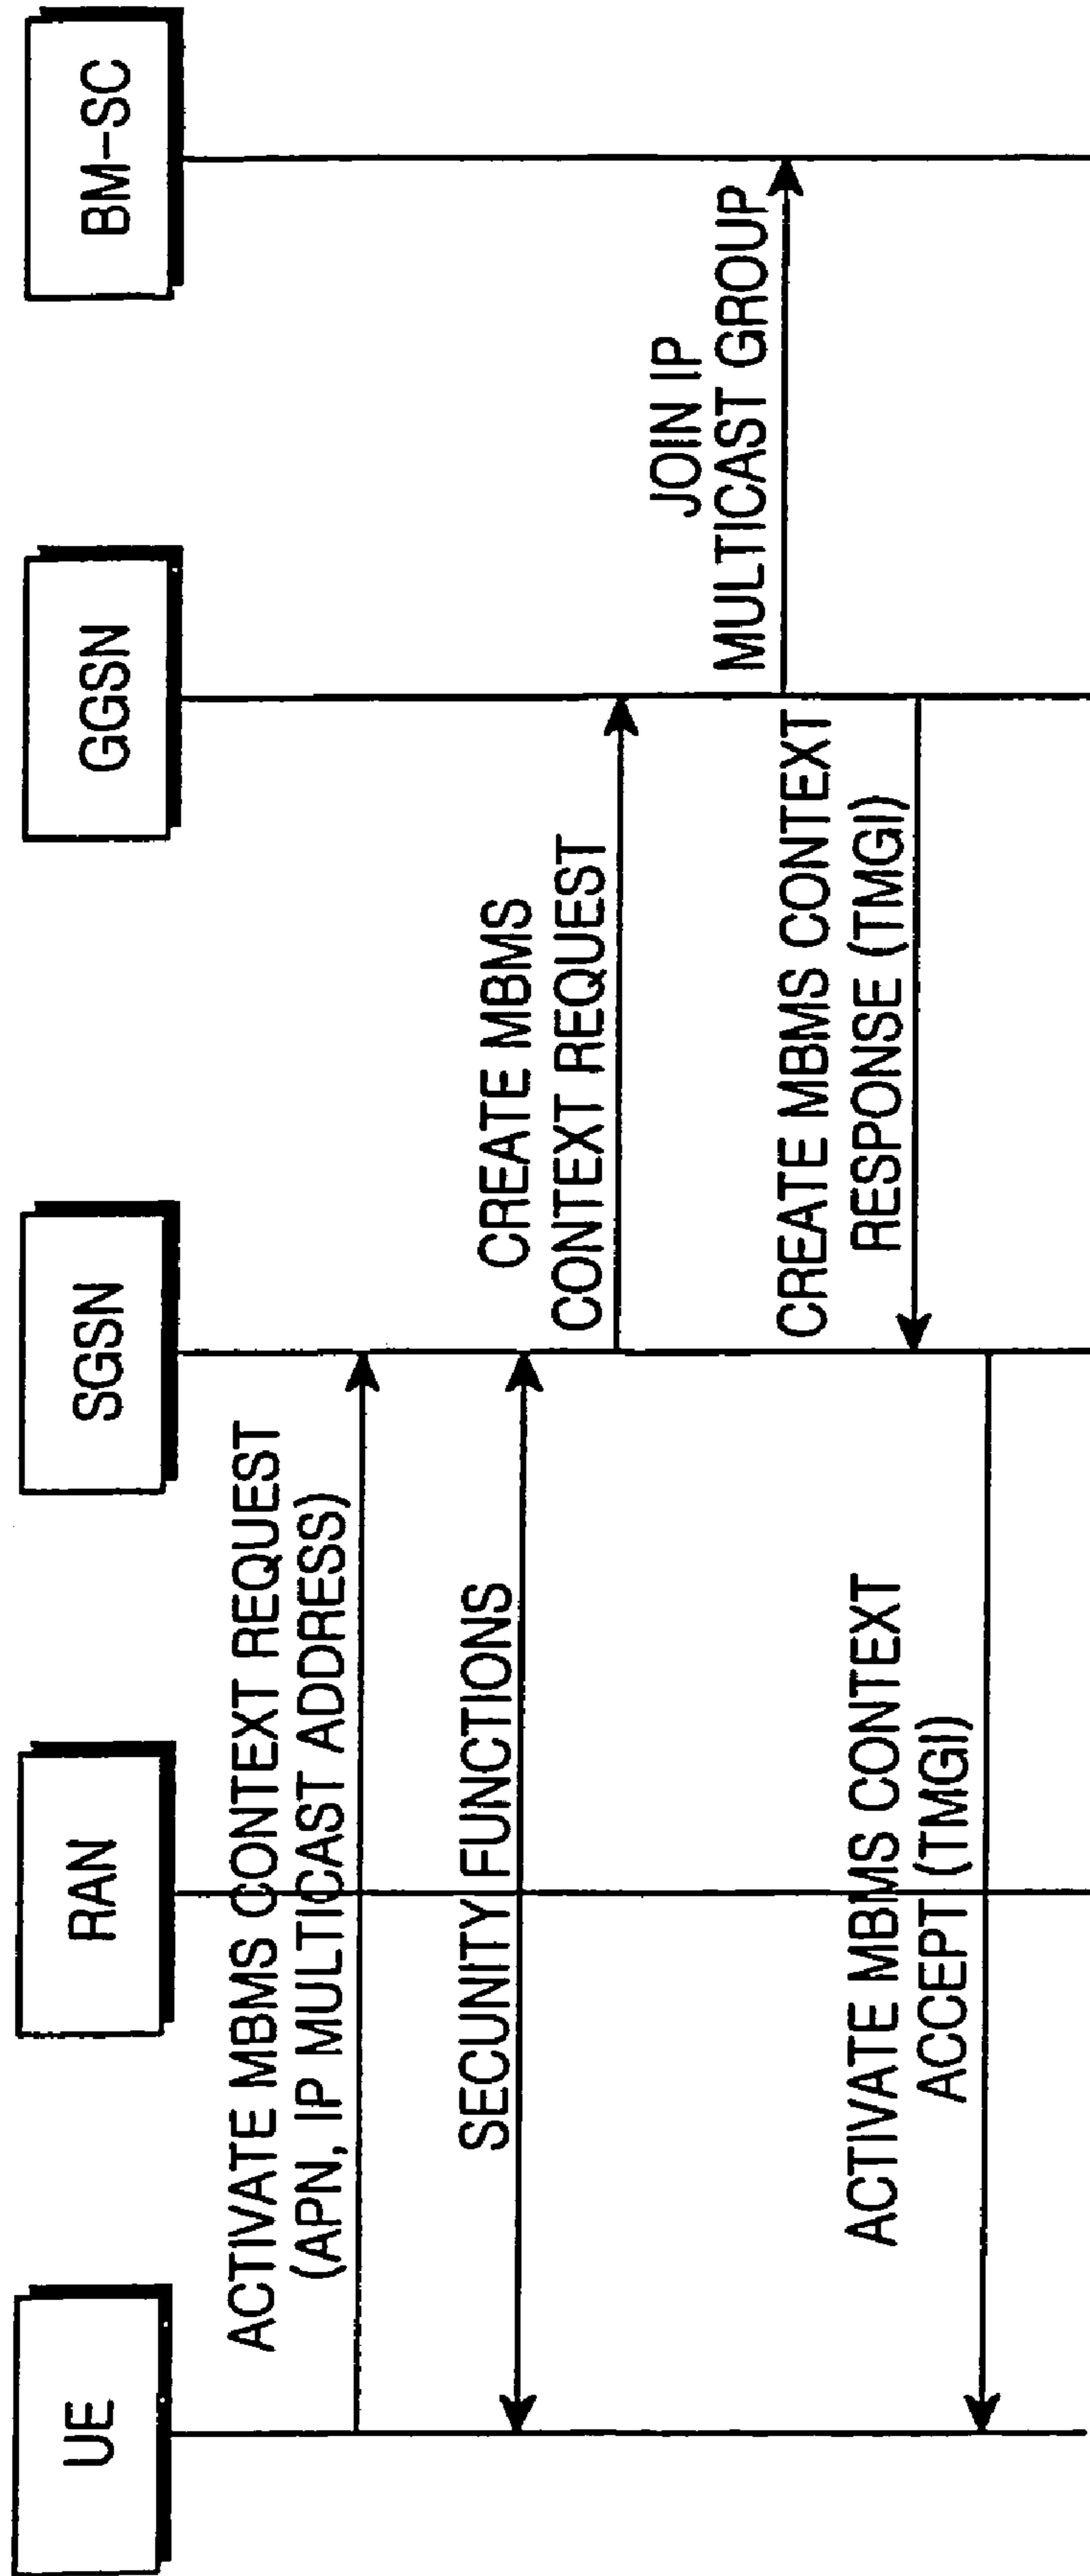 UE
RAN
SGSN
GGSN
BM-SC
ACTIVATE MBMS CONTEXT REQUEST
(APN, IP MULTICAST ADDRESS)
SECUNITY FUNCTIONS
CREATE MBMS
CONTEXT REQUEST
JOIN IP
MULTICAST GROUP
CREATE MBMS CONTEXT
RESPONSE (TMGI)
ACTIVATE MBMS CONTEXT
ACCEPT (TMGI)